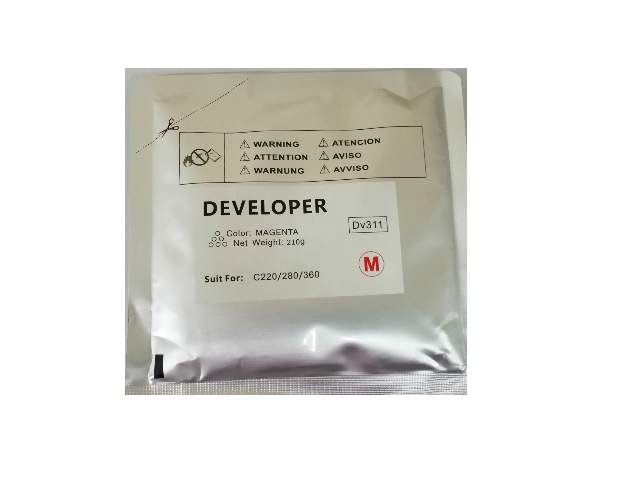 WARNING ATENCION
ATTENTION AVISO
WARNUNG AVVISO
DEVELOPER
Dv311
Color: MAGENTA
Net Weight: 210g
M
Suit For: C220/280/360